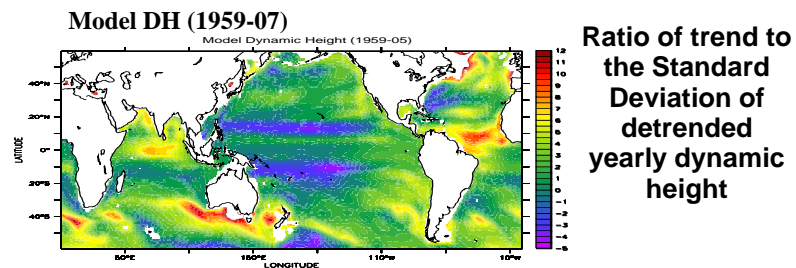 Model DH (1959-07)
Model Dynamic Height (1959-05)
Ratio of trend to
the Standard
Deviation of
detrended
yearly dynamic
height
12
11
10
9
8
7
6
5
4
3
2
1
0
-1
-2
-3
-4
-5
40°N
20°N
0°
20°S
40°S
LATITUDE
50°E
130°E
110°W
10°W
LONGITUDE